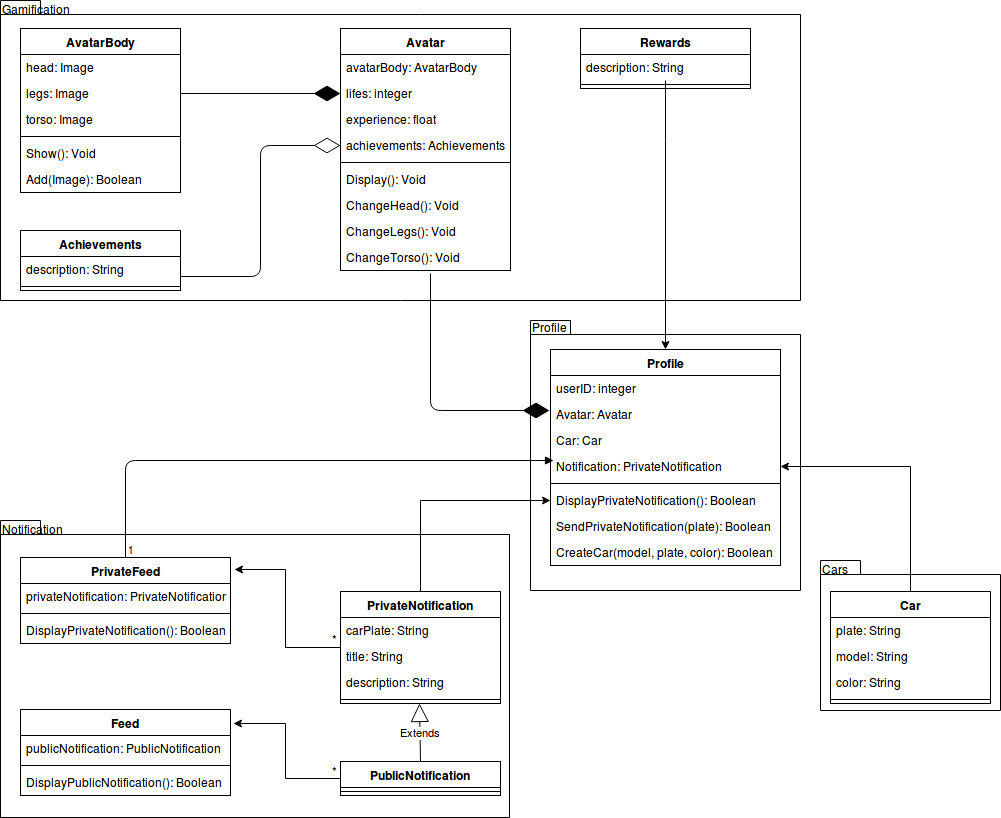 Gamification
AvatarBody
head: Image
legs: Image
torso: Image
Show(): Void
Add(Image): Boolean
Avatar
avatarBody: AvatarBody
lifes: integer
experience: float
achievements: Achievements
Display(): Void
ChangeHead(): Void
ChangeLegs(): Void
ChangeTorso(): Void
Rewards
description: String
Achievements
description: String
Profile
Profile
userID: integer
Avatar: Avatar
Car: Car
Notification: PrivateNotification
DisplayPrivateNotification(): Boolean
SendPrivateNotification(plate): Boolean
CreateCar(model, plate, color): Boolean
Notification
1
PrivateFeed
privateNotification: PrivateNotification
DisplayPrivateNotification(): Boolean
*
PrivateNotification
carPlate: String
title: String
description: String
Extends
Feed
publicNotification: PublicNotification
DisplayPublicNotification(): Boolean
*
PublicNotification
Cars
Car
plate: String
model: String
color: String